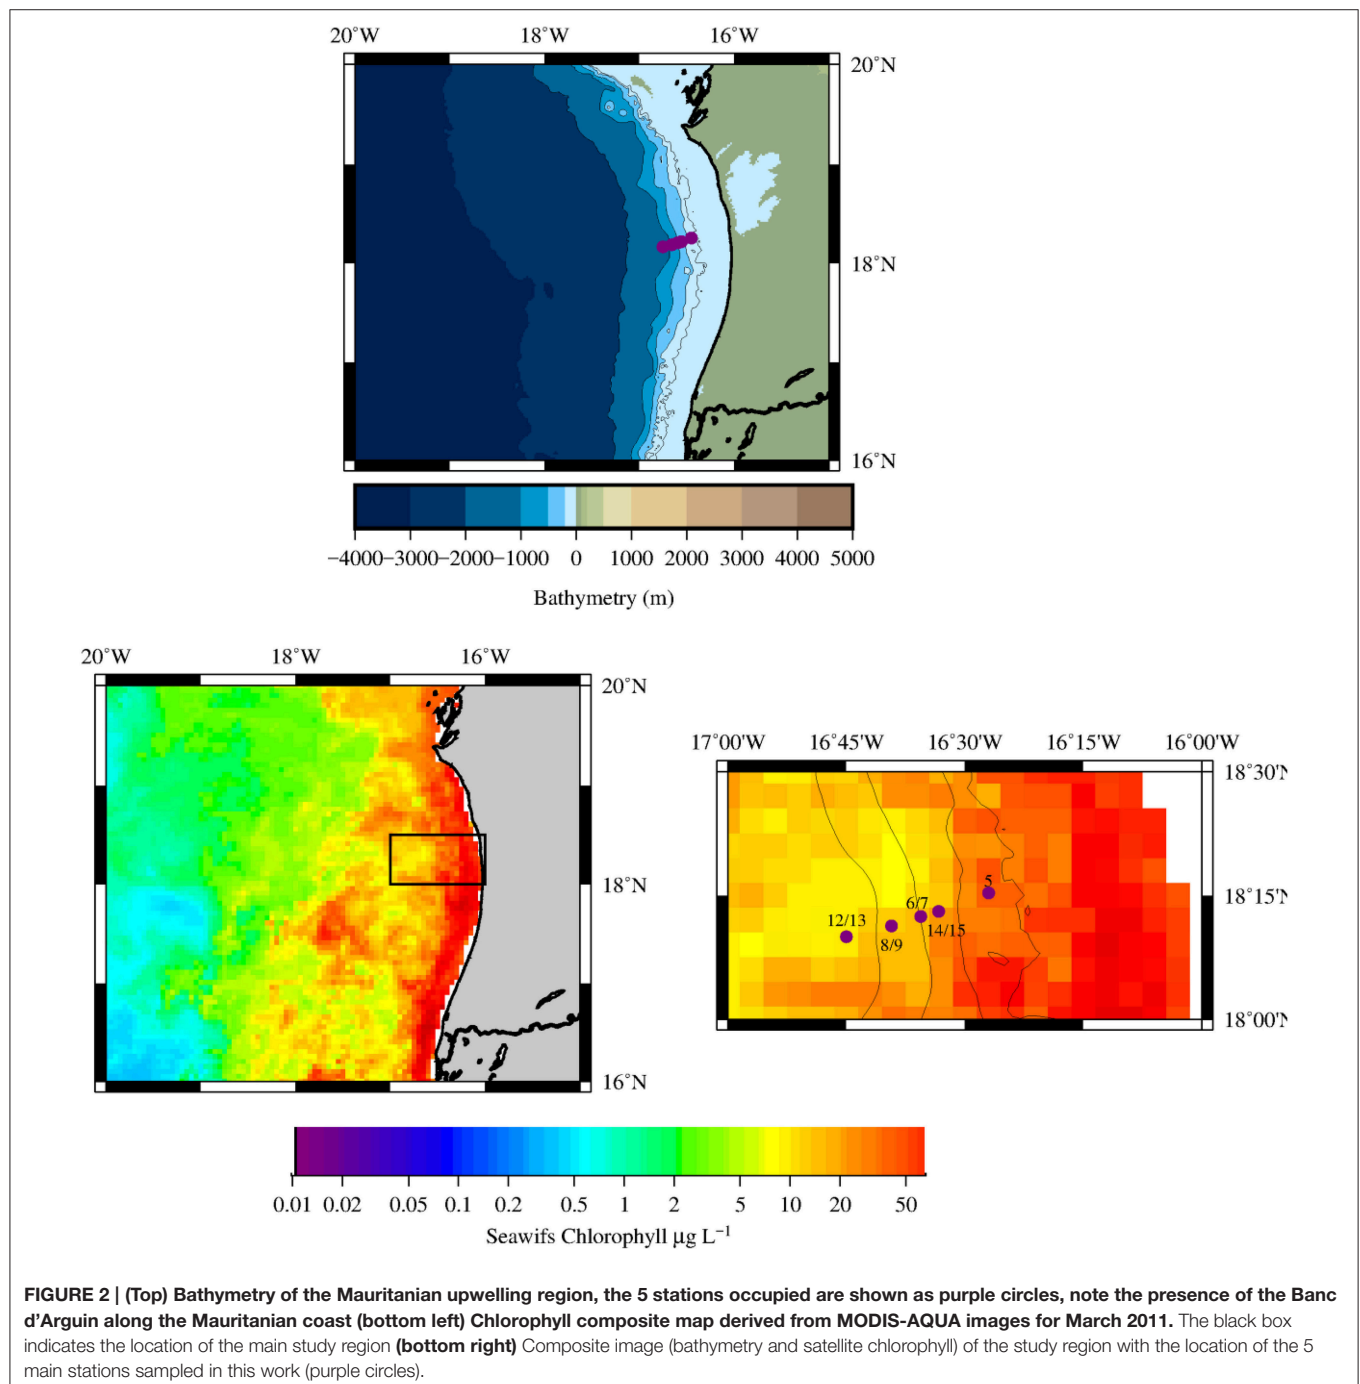 20°W 18°W 16°W
20°N
18°N
16°N
−4000−3000−2000−1000 0 1000 2000 3000 4000 5000
Bathymetry (m)
20°W 18°W 16°W
20°N
18°N
16°N
17°00'W 16°45'W 16°30'W 16°15'W 16°00'W
18°30'N
18°15'N
18°00'N
5
6/7
12/13
14/15
8/9
0.01 0.02 0.05 0.1 0.2 0.5 1 2 5 10 20 50
Seawifs Chlorophyll µg L⁻¹
FIGURE 2 | (Top) Bathymetry of the Mauritanian upwelling region, the 5 stations occupied are shown as purple circles, note the presence of the Banc
d'Arguin along the Mauritanian coast (bottom left) Chlorophyll composite map derived from MODIS-AQUA images for March 2011. The black box
indicates the location of the main study region (bottom right) Composite image (bathymetry and satellite chlorophyll) of the study region with the location of the 5
main stations sampled in this work (purple circles).